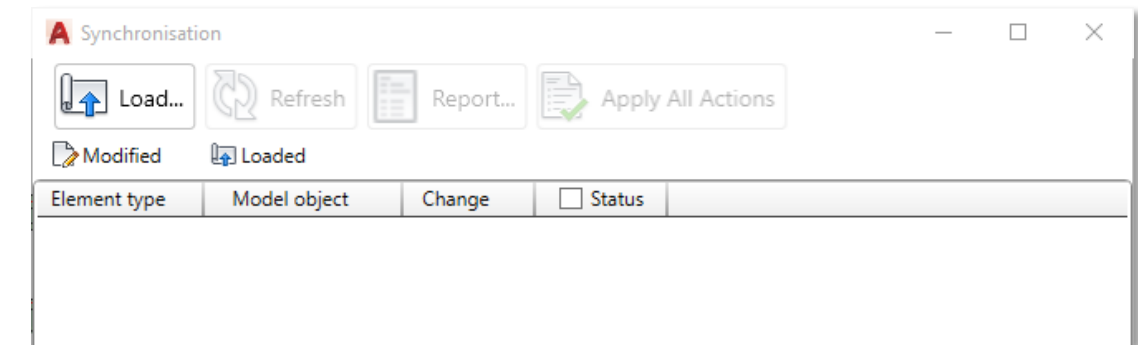 Synchronisation
Load... Refresh Report... Apply All Actions
Modified Loaded
Element type Model object Change Status